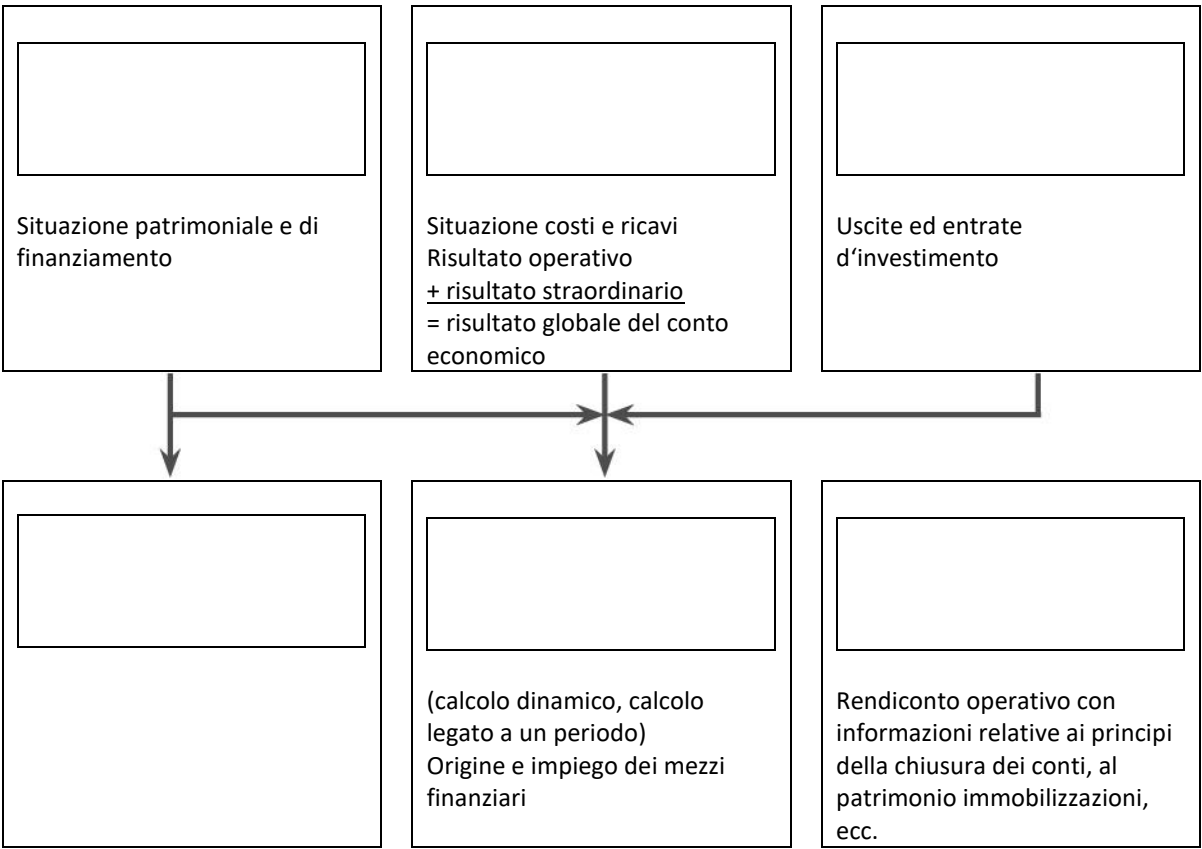 Situazione patrimoniale e di
finanziamento
Situazione costi e ricavi
Risultato operativo
+ risultato straordinario
= risultato globale del conto
economico
Uscite ed entrate
d‘investimento
(calcolo dinamico, calcolo
legato a un periodo)
Origine e impiego dei mezzi
finanziari
Rendiconto operativo con
informazioni relative ai principi
della chiusura dei conti, al
patrimonio immobilizzazioni,
ecc.